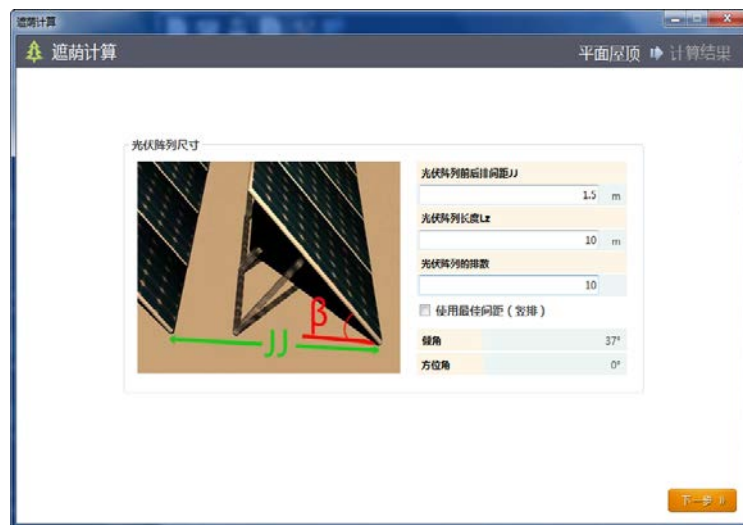 遮荫计算
遮荫计算
平面屋顶 计算结果
光伏阵列尺寸
光伏阵列前后排间距JJ
1.5 m
光伏阵列长度Lz
10 m
光伏阵列的排数
10
使用最佳间距（竖排）
倾角 37°
方位角 0°
β
JJ
下一步 »